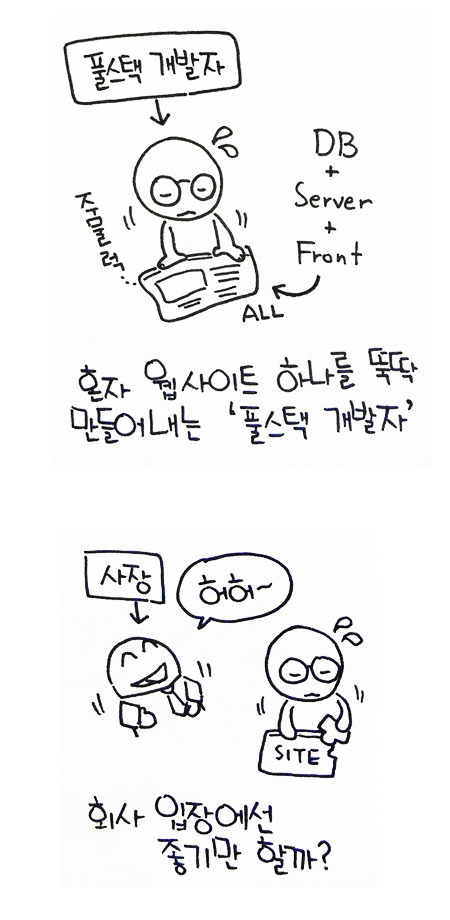 풀스택 개발자
DB
+
Server
+
Front
주물럭...
ALL
혼자 웹사이트 하나를 뚝딱
만들어내는 '풀스택 개발자'
사장
허허~
SITE
회사 입장에선
좋기만 할까?